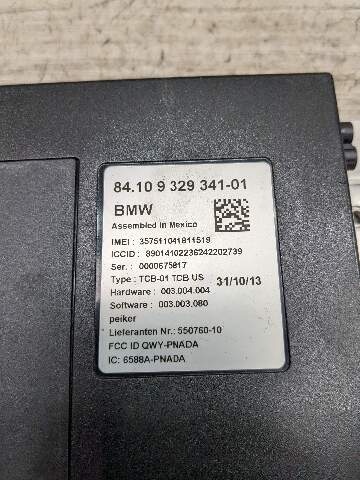 84.10 9 329 341-01
BMW
Assembled in Mexico
IMEI : 357511041811519
ICCID : 89014102236242202739
Ser. : 0000675817
Type : TCB-01 TCB US 31/10/13
Hardware : 003.004.004
Software : 003.003.080
peiker
Lieferanten Nr.: 550760-10
FCC ID QWY-PNADA
IC: 6588A-PNADA